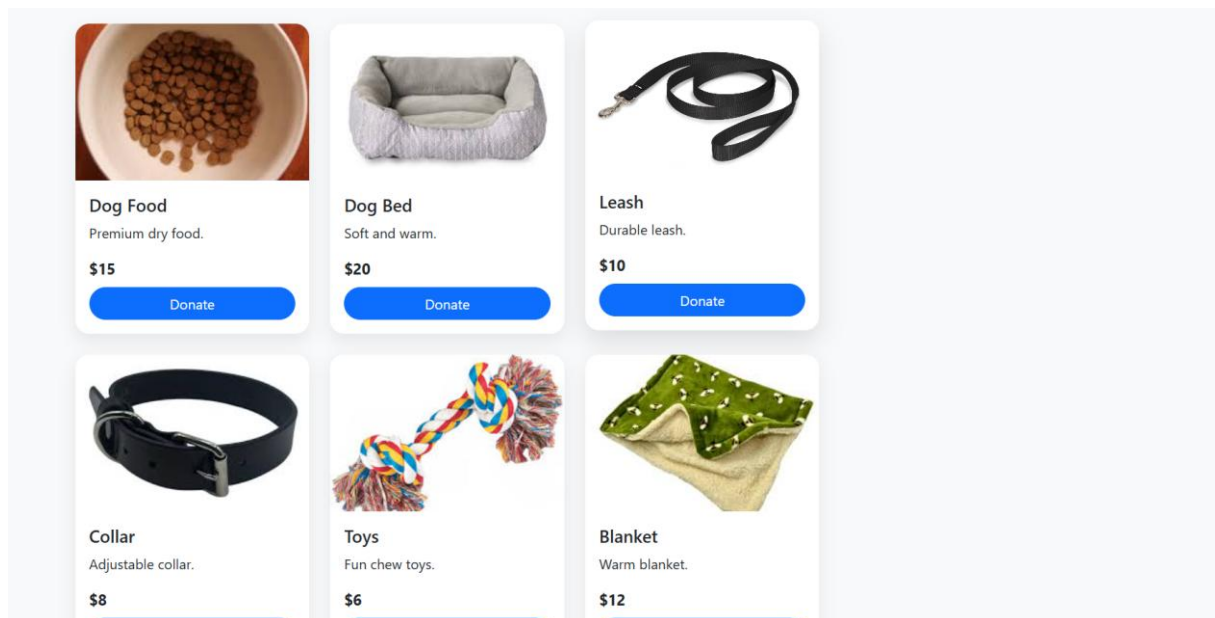 Dog Food
Premium dry food.
$15
Donate
Dog Bed
Soft and warm.
$20
Donate
Leash
Durable leash.
$10
Donate
Collar
Adjustable collar.
$8
Toys
Fun chew toys.
$6
Blanket
Warm blanket.
$12